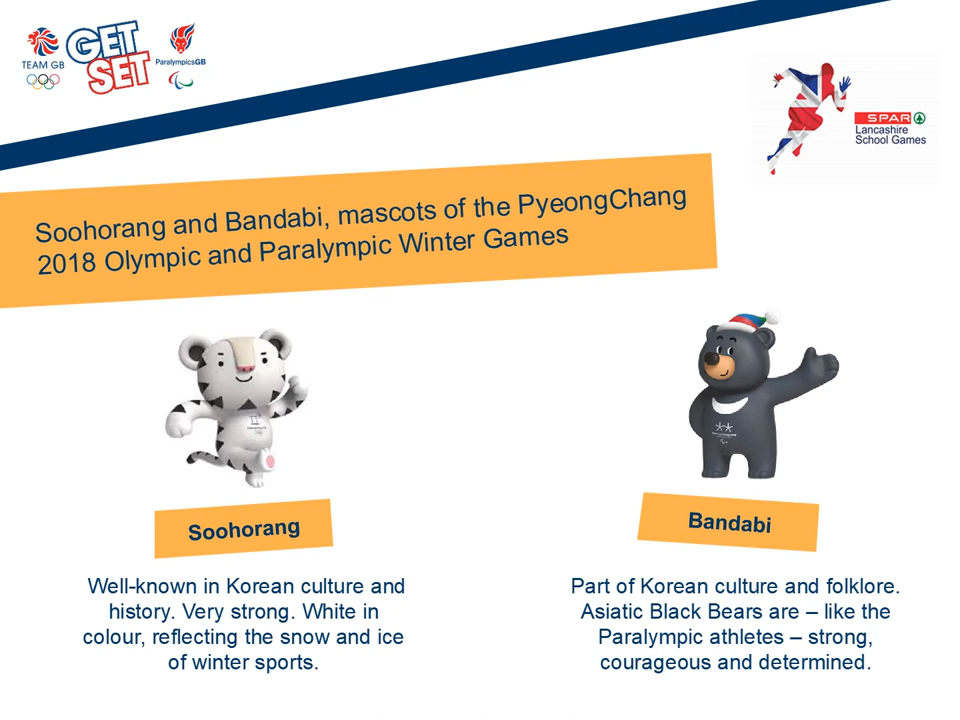 GET
SET
TEAM GB
ParalympicsGB
SPAR
Lancashire
School Games
Soohorang and Bandabi, mascots of the PyeongChang
2018 Olympic and Paralympic Winter Games
Soohorang
Bandabi
Well-known in Korean culture and
history. Very strong. White in
colour, reflecting the snow and ice
of winter sports.
Part of Korean culture and folklore.
Asiatic Black Bears are – like the
Paralympic athletes – strong,
courageous and determined.